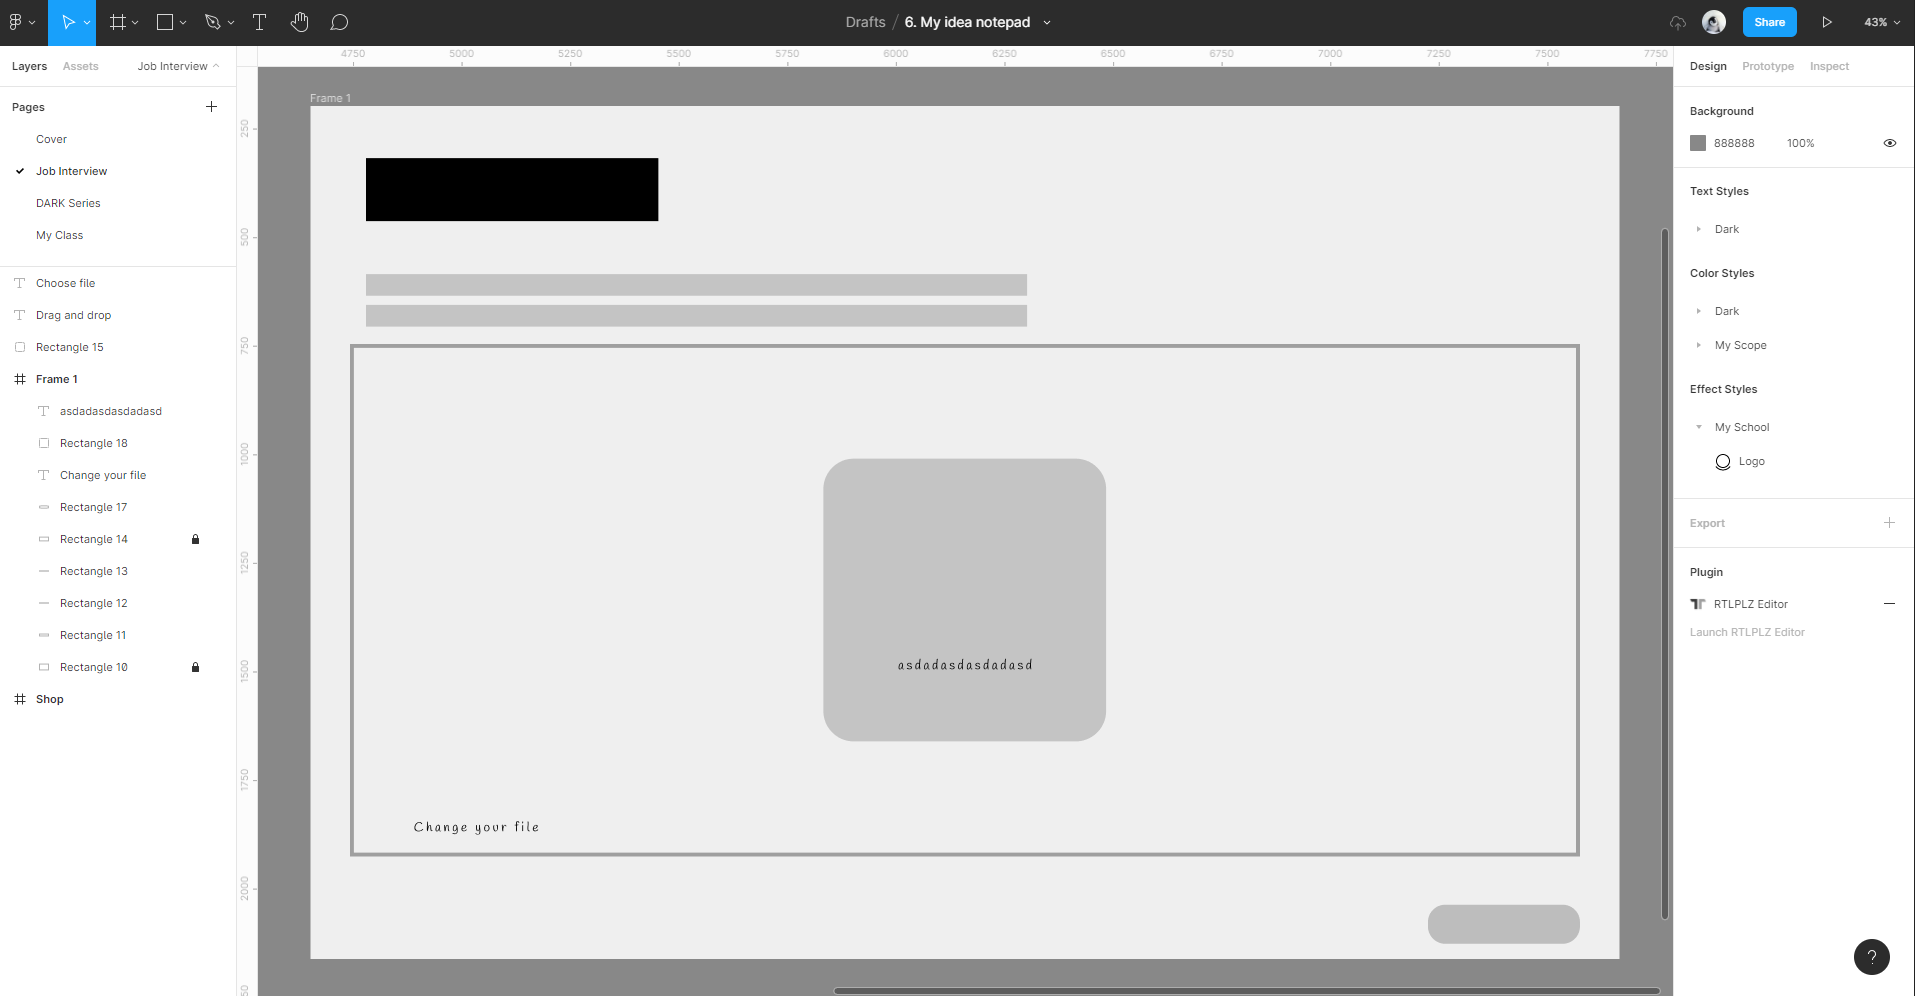 Drafts / 6. My idea notepad
Share
43%
Layers
Assets
Job Interview
Pages
Cover
Job Interview
DARK Series
My Class
Choose file
Drag and drop
Rectangle 15
Frame 1
asdadasdasdadasd
Rectangle 18
Change your file
Rectangle 17
Rectangle 14
Rectangle 13
Rectangle 12
Rectangle 11
Rectangle 10
Shop
4750 5000 5250 5500 5750 6000 6250 6500 6750 7000 7250 7500 7750
250
500
750
1000
1250
1500
1750
2000
Frame 1
asdadasdasdadasd
Change your file
Design
Prototype
Inspect
Background
888888 100%
Text Styles
Dark
Color Styles
Dark
My Scope
Effect Styles
My School
Logo
Export
Plugin
RTLPLZ Editor
Launch RTLPLZ Editor
?